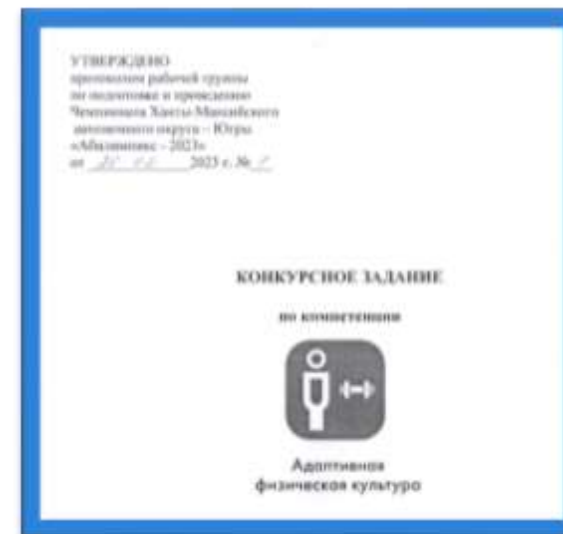 УТВЕРЖДЕНО
протоколом рабочей группы
по подготовке и проведению
Чемпионата Ханты-Мансийского
автономного округа – Югры
«Абилимпикс - 2023»
от 2023 г. №
КОНКУРСНОЕ ЗАДАНИЕ
по компетенции
Адаптивная
физическая культура